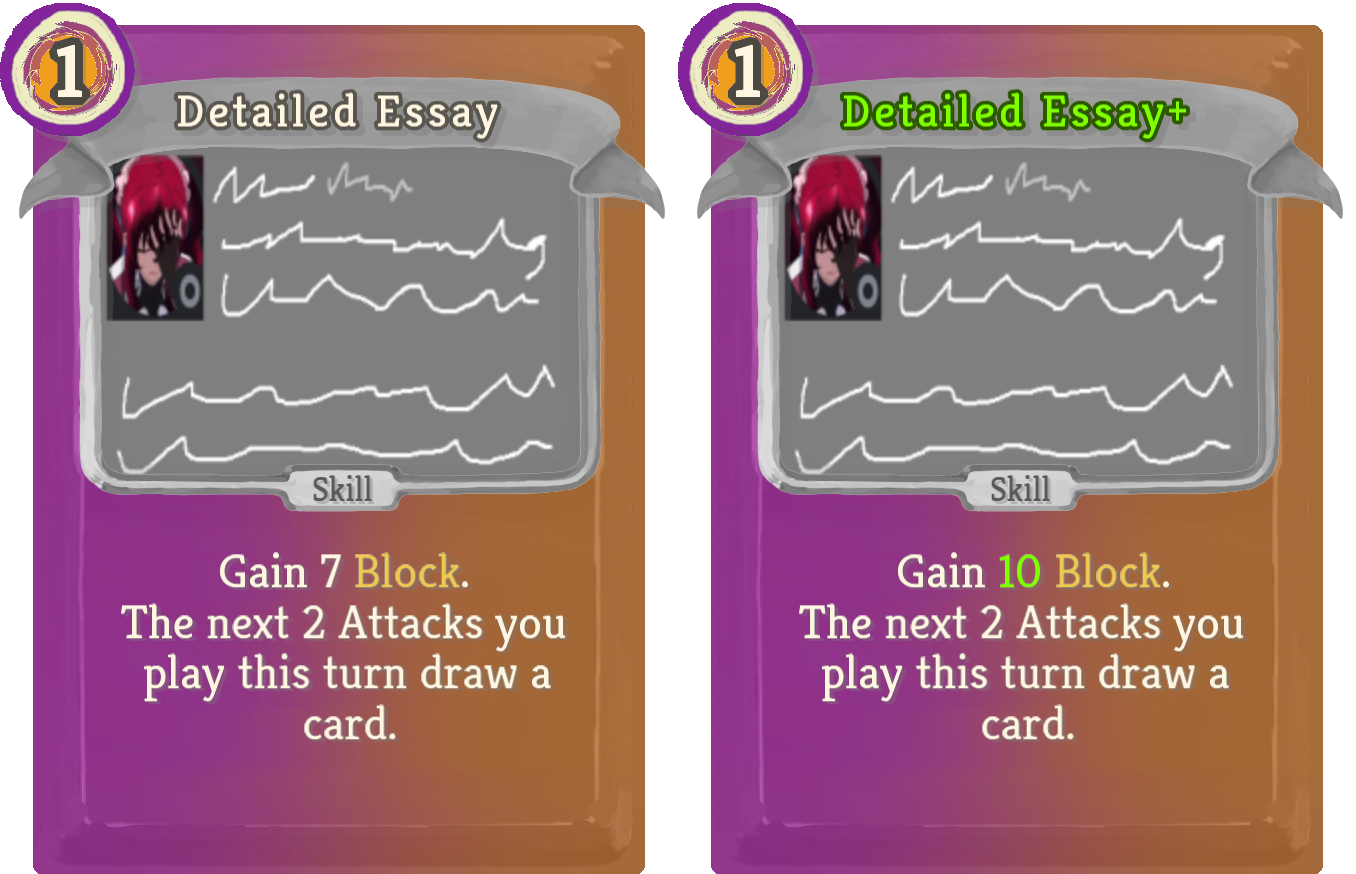 1
Detailed Essay
Skill
Gain 7 Block.
The next 2 Attacks you
play this turn draw a
card.
1
Detailed Essay+
Skill
Gain 10 Block.
The next 2 Attacks you
play this turn draw a
card.